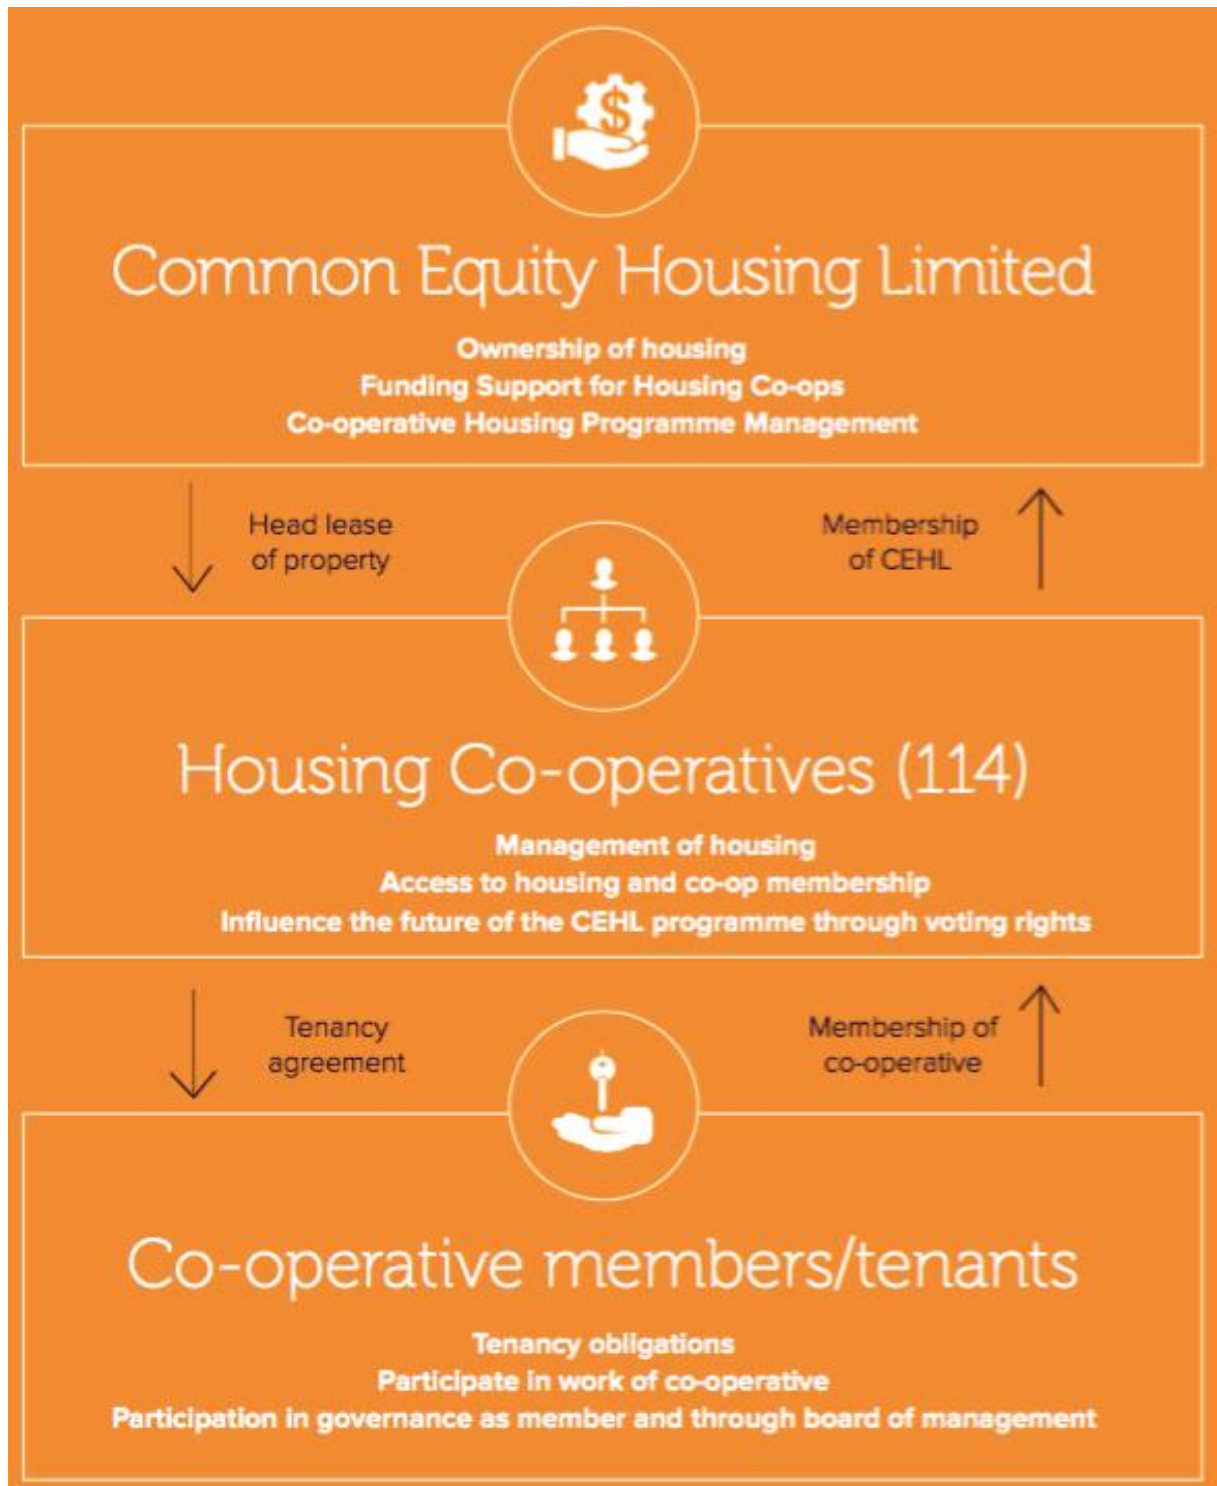 $
Common Equity Housing Limited
Ownership of housing
Funding Support for Housing Co-ops
Co-operative Housing Programme Management
Head lease
of property
Membership
of CEHL
Housing Co-operatives (114)
Management of housing
Access to housing and co-op membership
Influence the future of the CEHL programme through voting rights
Tenancy
agreement
Membership of
co-operative
Co-operative members/tenants
Tenancy obligations
Participate in work of co-operative
Participation in governance as member and through board of management